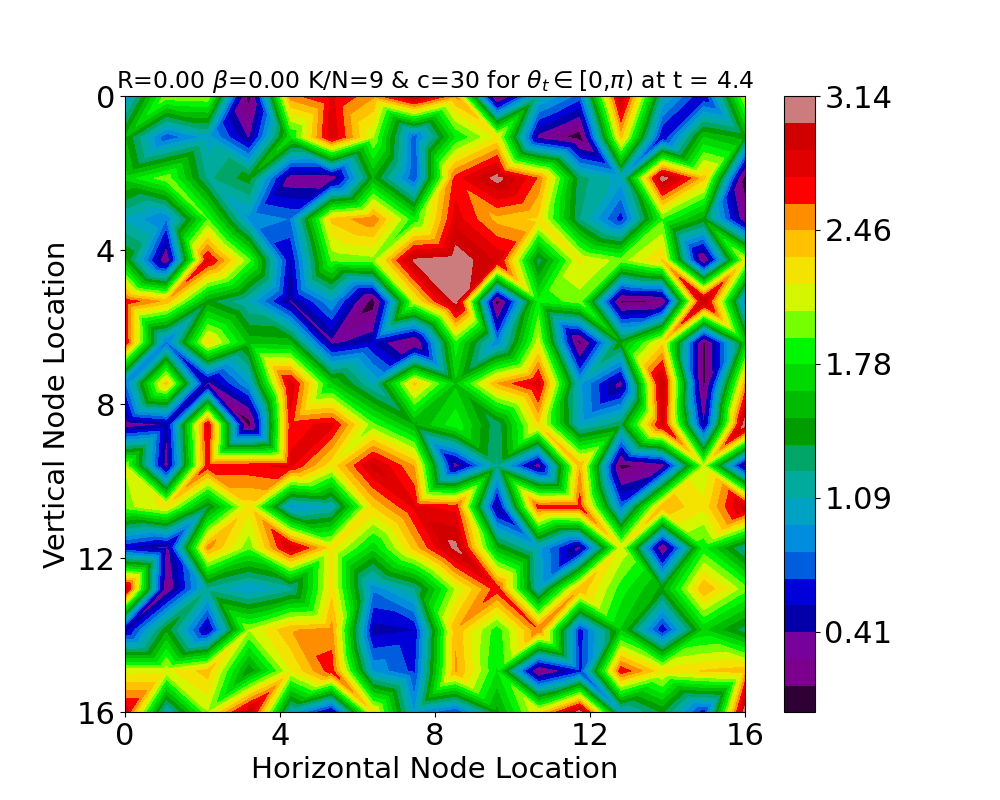 R=0.00 β=0.00 K/N=9 & c=30 for θ_t ∈ [0,π) at t = 4.4
0
4
8
12
16
Vertical Node Location
0 4 8 12 16
Horizontal Node Location
3.14
2.46
1.78
1.09
0.41